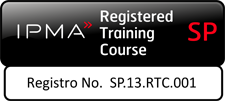 IPMA Registered Training Course SP
Registro No. SP.13.RTC.001